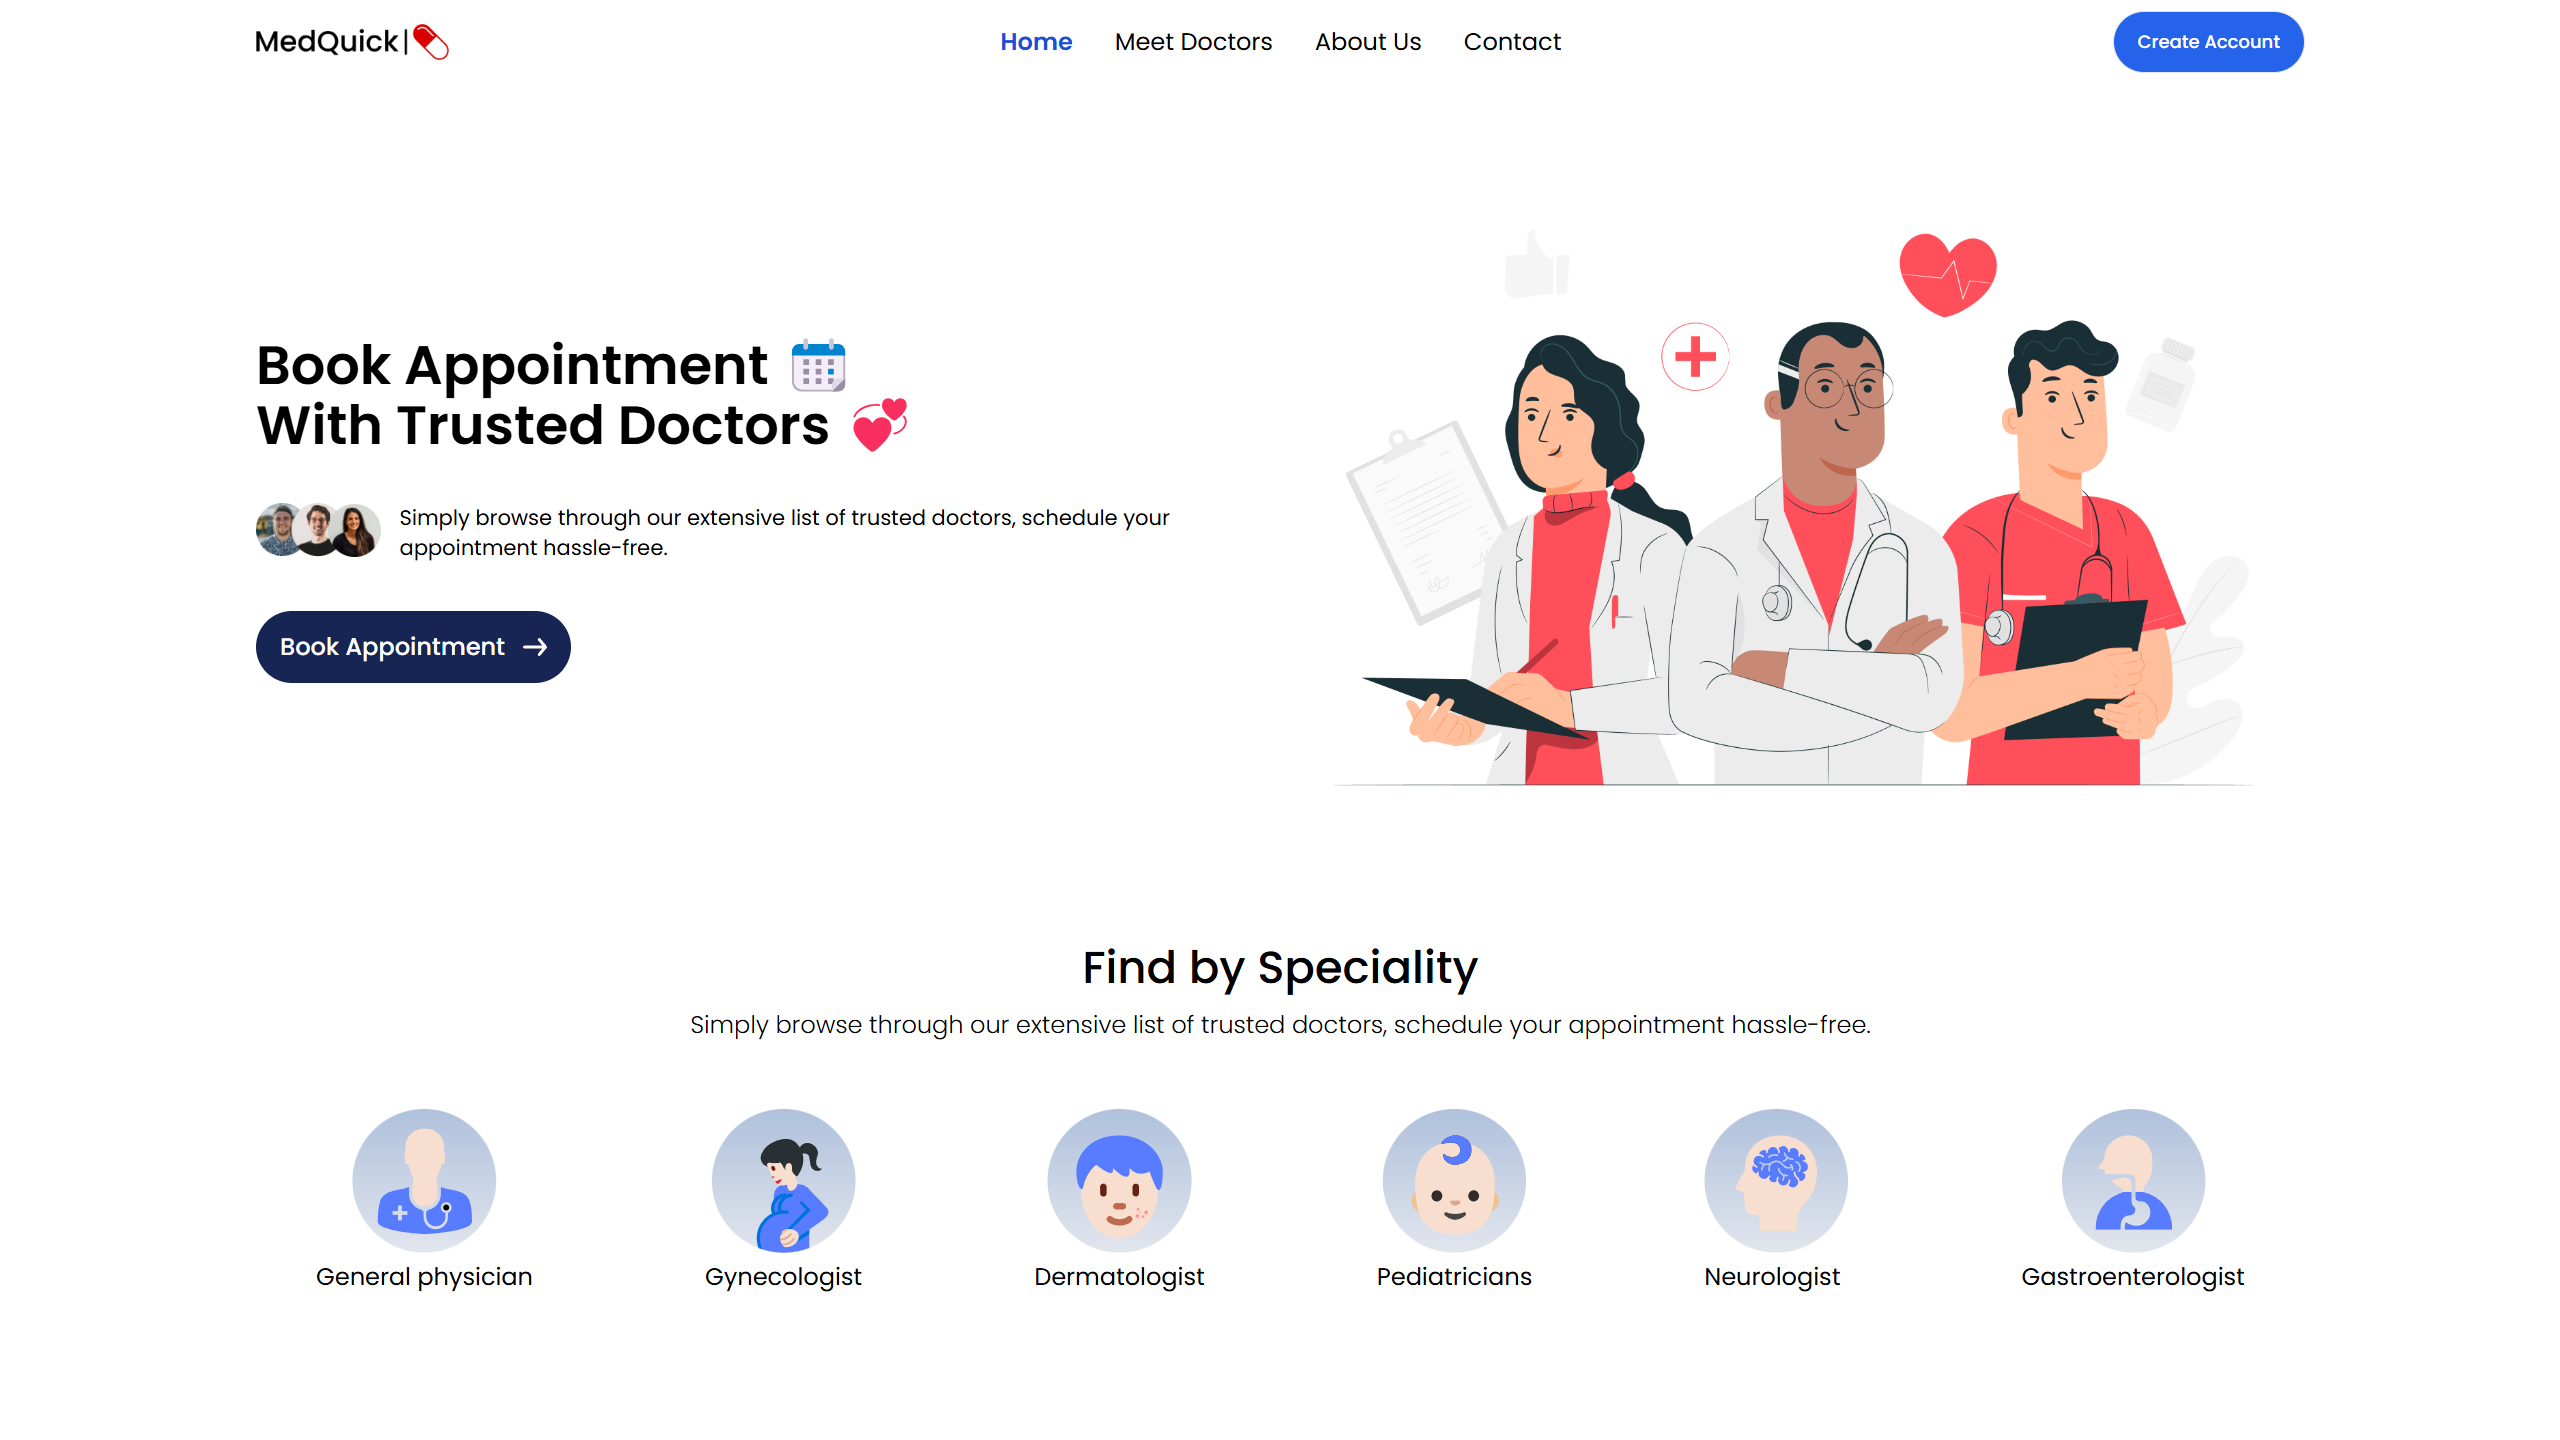 MedQuick|
Home
Meet Doctors
About Us
Contact
Create Account
Book Appointment
With Trusted Doctors
Simply browse through our extensive list of trusted doctors, schedule your
appointment hassle-free.
Book Appointment
Find by Speciality
Simply browse through our extensive list of trusted doctors, schedule your appointment hassle-free.
General physician
Gynecologist
Dermatologist
Pediatricians
Neurologist
Gastroenterologist